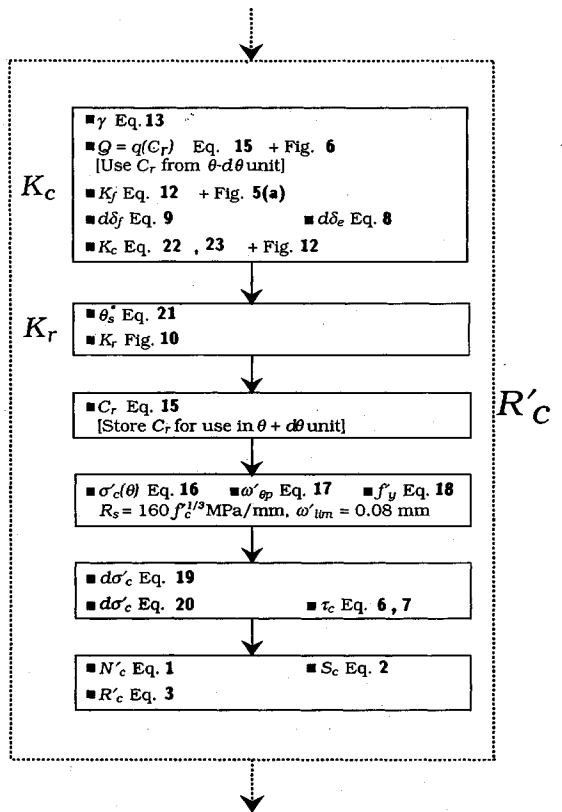 ■ γ Eq. 13
■ Q = q(C_r) Eq. 15 + Fig. 6
[Use C_r from θ-dθ unit]
K_c
■ K_f Eq. 12 + Fig. 5(a)
■ dδ_f Eq. 9 ■ dδ_e Eq. 8
■ K_c Eq. 22 , 23 + Fig. 12
■ θ_s* Eq. 21
K_r
■ K_r Fig. 10
■ C_r Eq. 15
[Store C_r for use in θ + dθ unit]
R'_c
■ σ'_c(θ) Eq. 16 ■ ω'_θp Eq. 17 ■ f'_y Eq. 18
R_s = 160 f'_c^1/3 MPa/mm, ω'_lim = 0.08 mm
■ dσ'_c Eq. 19
■ dσ'_c Eq. 20 ■ τ_c Eq. 6 , 7
■ N'_c Eq. 1 ■ S_c Eq. 2
■ R'_c Eq. 3